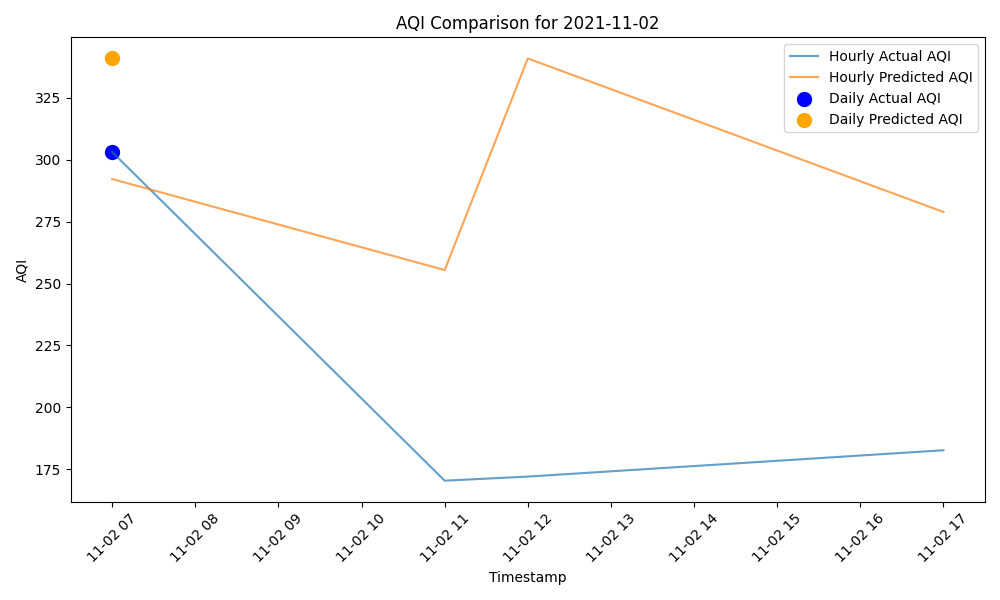 AQI Comparison for 2021-11-02
Hourly Actual AQI
Hourly Predicted AQI
Daily Actual AQI
Daily Predicted AQI
AQI
325
300
275
250
225
200
175
11-02 07
11-02 08
11-02 09
11-02 10
11-02 11
11-02 12
11-02 13
11-02 14
11-02 15
11-02 16
11-02 17
Timestamp